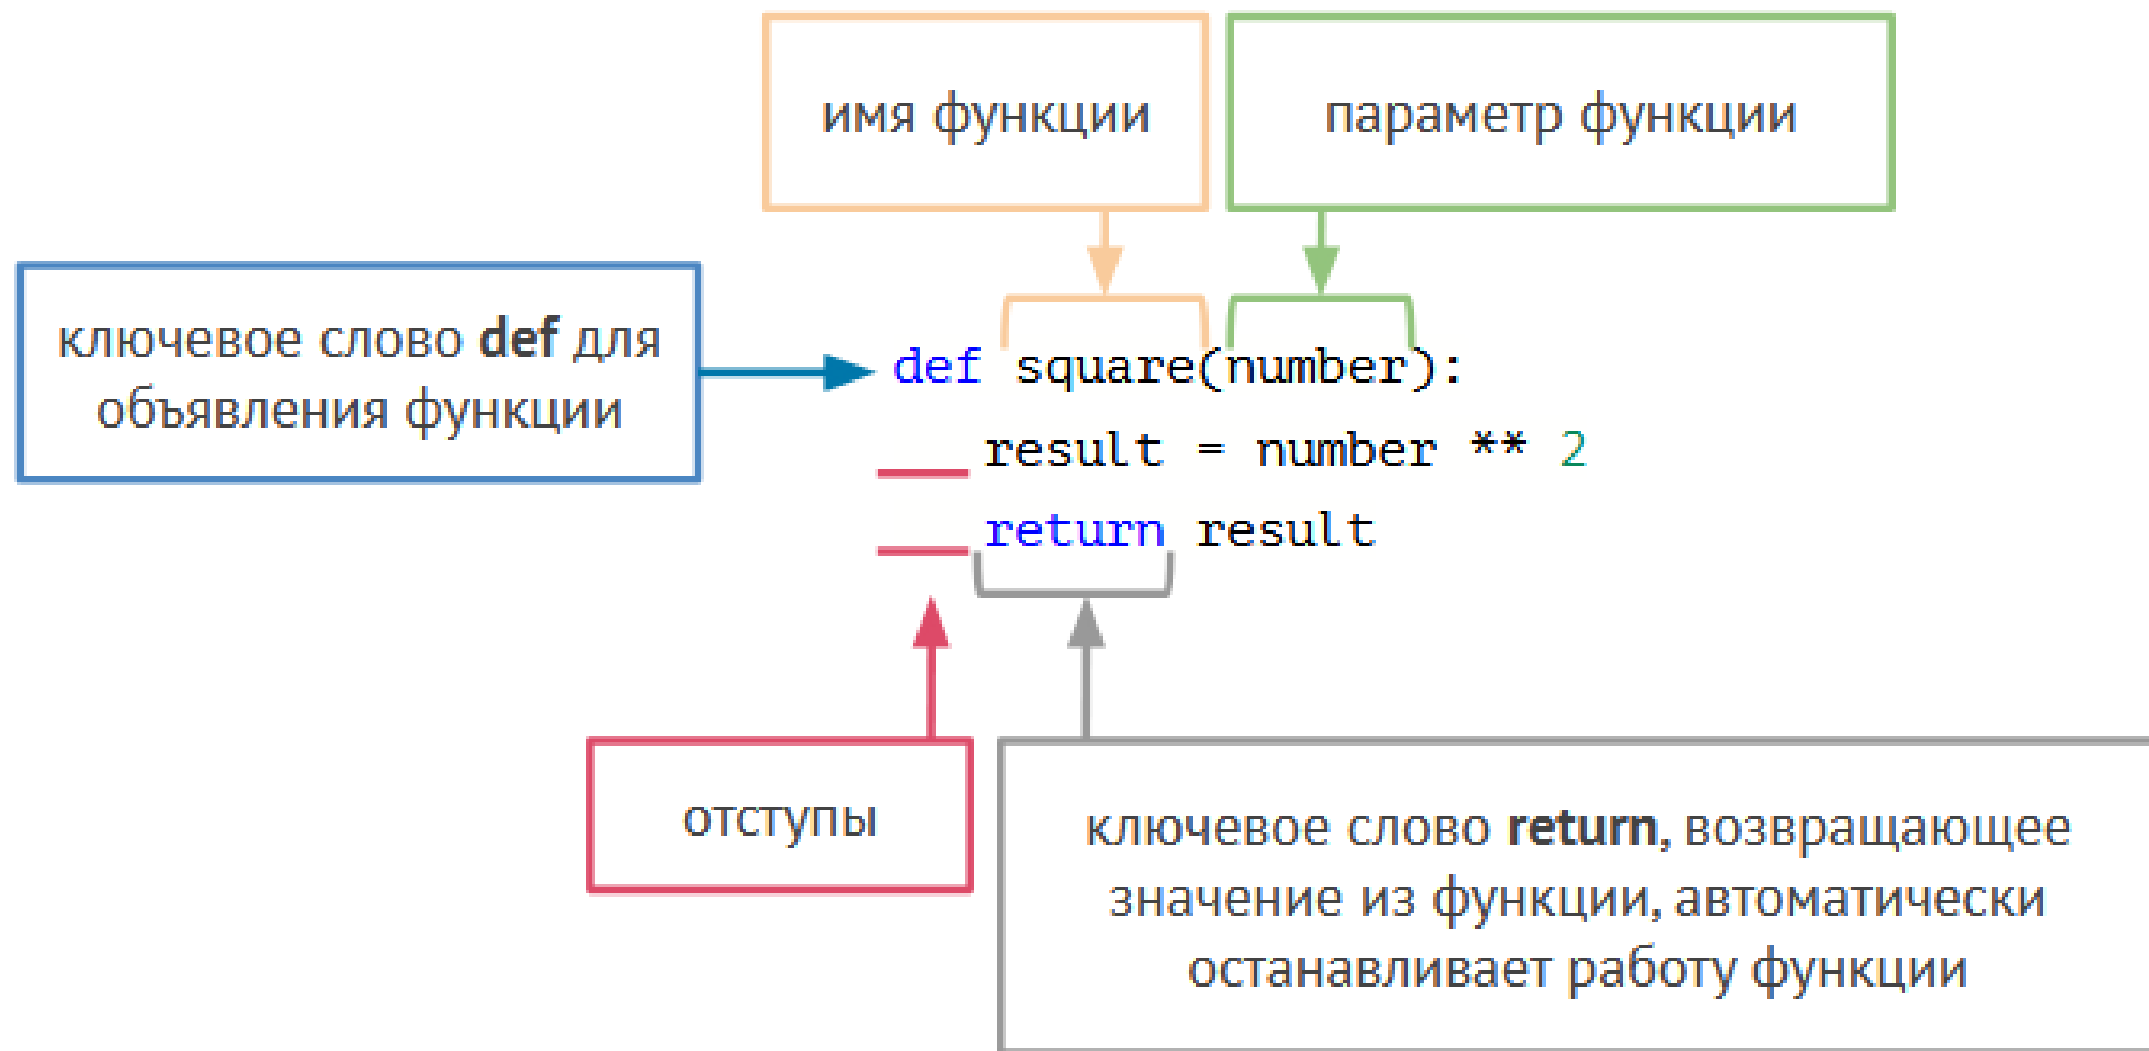 имя функции
параметр функции
ключевое слово def для
объявления функции
def square(number):
result = number ** 2
return result
отступы
ключевое слово return, возвращающее
значение из функции, автоматически
останавливает работу функции